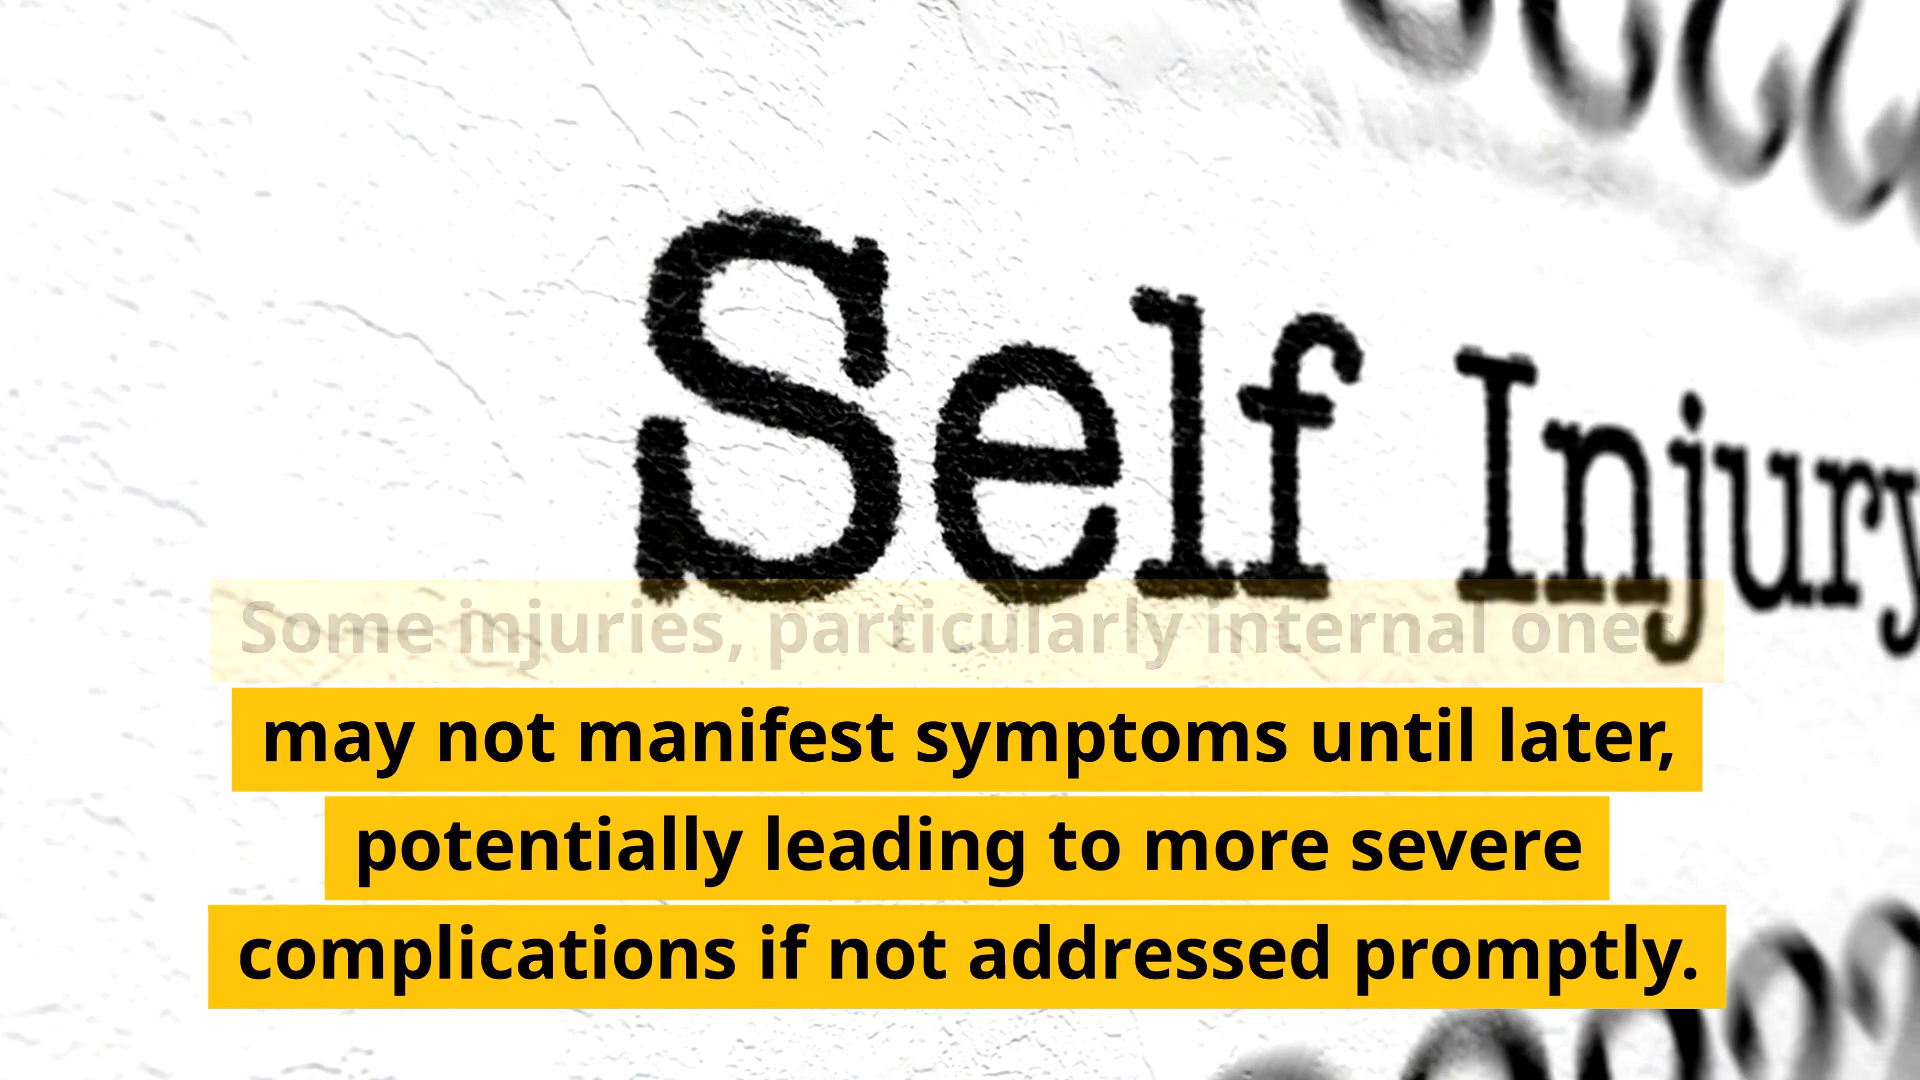 Self Injury
Some injuries, particularly internal ones
may not manifest symptoms until later,
potentially leading to more severe
complications if not addressed promptly.